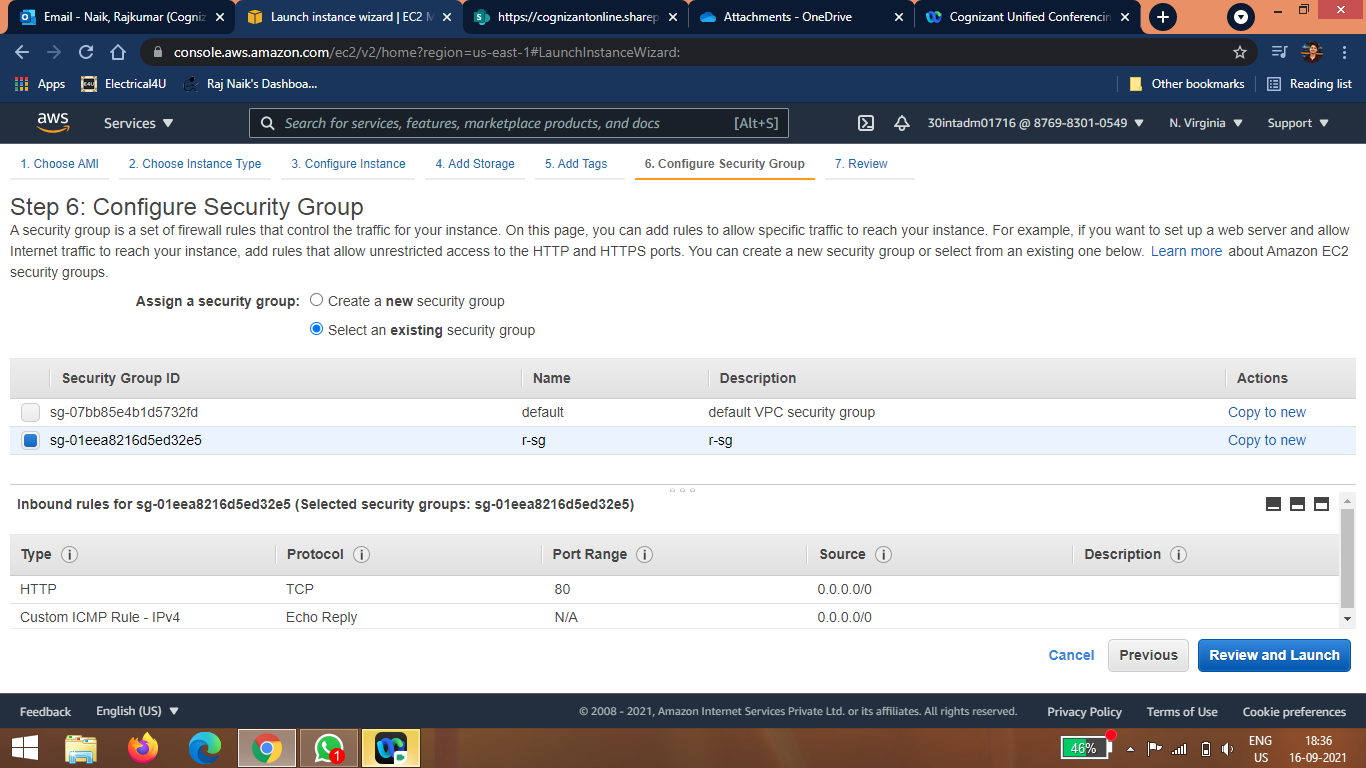 Email - Naik, Rajkumar (Cogniz
Launch instance wizard | EC2 M
https://cognizantonline.sharep
Attachments - OneDrive
Cognizant Unified Conferencin
console.aws.amazon.com/ec2/v2/home?region=us-east-1#LaunchInstanceWizard:
Apps
Electrical4U
Raj Naik's Dashboa...
Other bookmarks
Reading list
aws
Services
Search for services, features, marketplace products, and docs
[Alt+S]
30intadm01716 @ 8769-8301-0549
N. Virginia
Support
1. Choose AMI
2. Choose Instance Type
3. Configure Instance
4. Add Storage
5. Add Tags
6. Configure Security Group
7. Review
Step 6: Configure Security Group
A security group is a set of firewall rules that control the traffic for your instance. On this page, you can add rules to allow specific traffic to reach your instance. For example, if you want to set up a web server and allow
Internet traffic to reach your instance, add rules that allow unrestricted access to the HTTP and HTTPS ports. You can create a new security group or select from an existing one below. Learn more about Amazon EC2
security groups.
Assign a security group:
Create a new security group
Select an existing security group
Security Group ID
Name
Description
Actions
sg-07bb85e4b1d5732fd
default
default VPC security group
Copy to new
sg-01eea8216d5ed32e5
r-sg
r-sg
Copy to new
Inbound rules for sg-01eea8216d5ed32e5 (Selected security groups: sg-01eea8216d5ed32e5)
Type
Protocol
Port Range
Source
Description
HTTP
TCP
80
0.0.0.0/0
Custom ICMP Rule - IPv4
Echo Reply
N/A
0.0.0.0/0
Cancel
Previous
Review and Launch
Feedback
English (US)
© 2008 - 2021, Amazon Internet Services Private Ltd. or its affiliates. All rights reserved.
Privacy Policy
Terms of Use
Cookie preferences
1
46%
ENG
US
18:36
16-09-2021